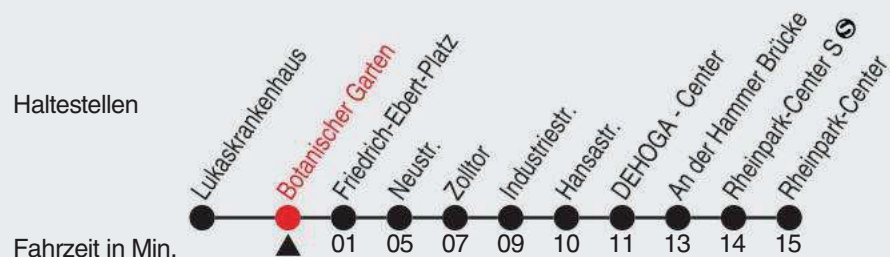 Haltestellen
Lukaskrankenhaus
Botanischer Garten
Friedrich-Ebert-Platz
Neustr.
Zolltor
Industriestr.
Hansastr.
DEHOGA - Center
An der Hammer Brücke
Rheinpark-Center S S
Rheinpark-Center
Fahrzeit in Min. 01 05 07 09 10 11 13 14 15